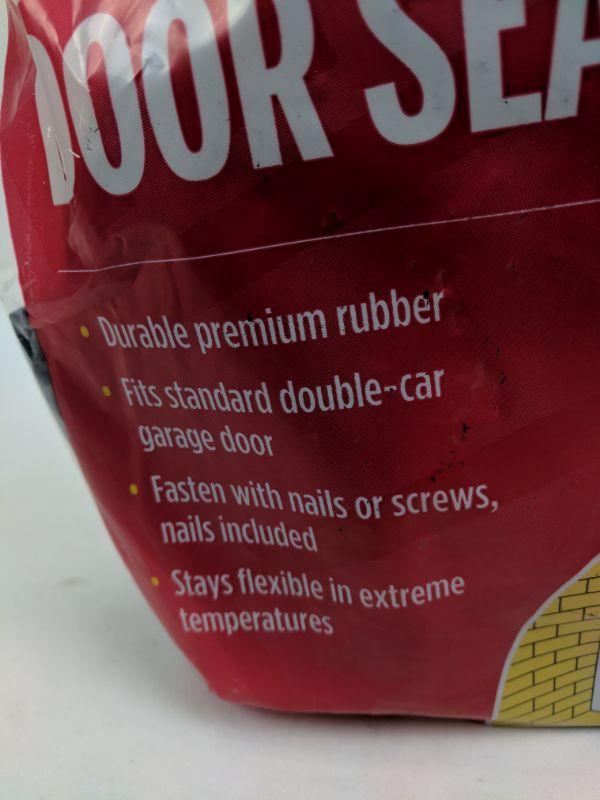 DOOR SEA
• Durable premium rubber
• Fits standard double-car
garage door
• Fasten with nails or screws,
nails included
• Stays flexible in extreme
temperatures